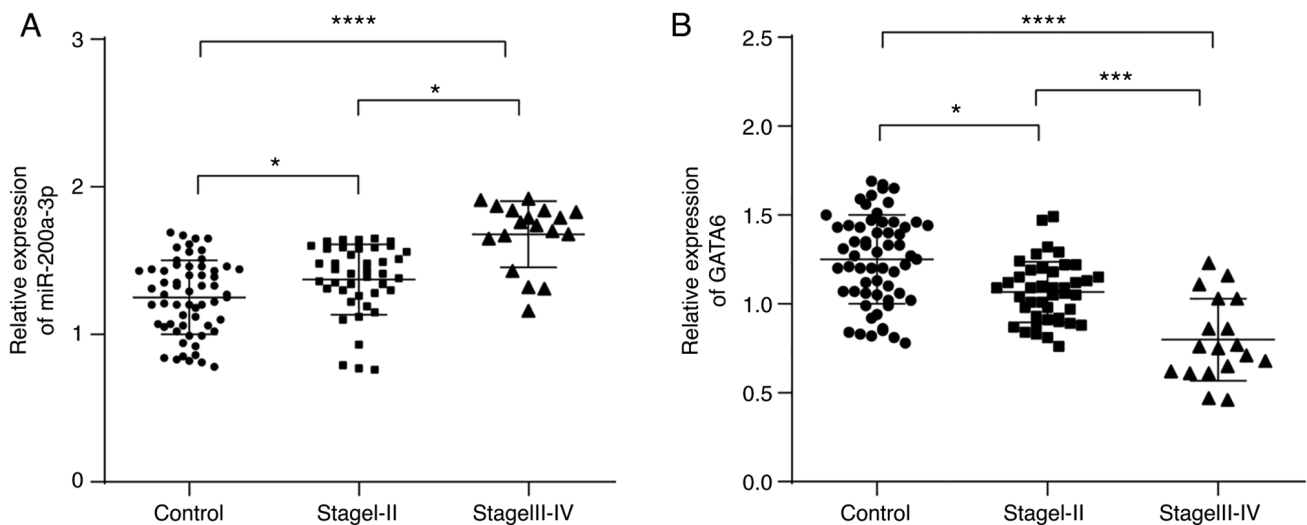 A
Relative expression
of miR-200a-3p
3
2
1
0
****
*
*
Control
StageI-II
StageIII-IV
B
Relative expression
of GATA6
2.5
2.0
1.5
1.0
0.5
0.0
****
***
*
Control
StageI-II
StageIII-IV